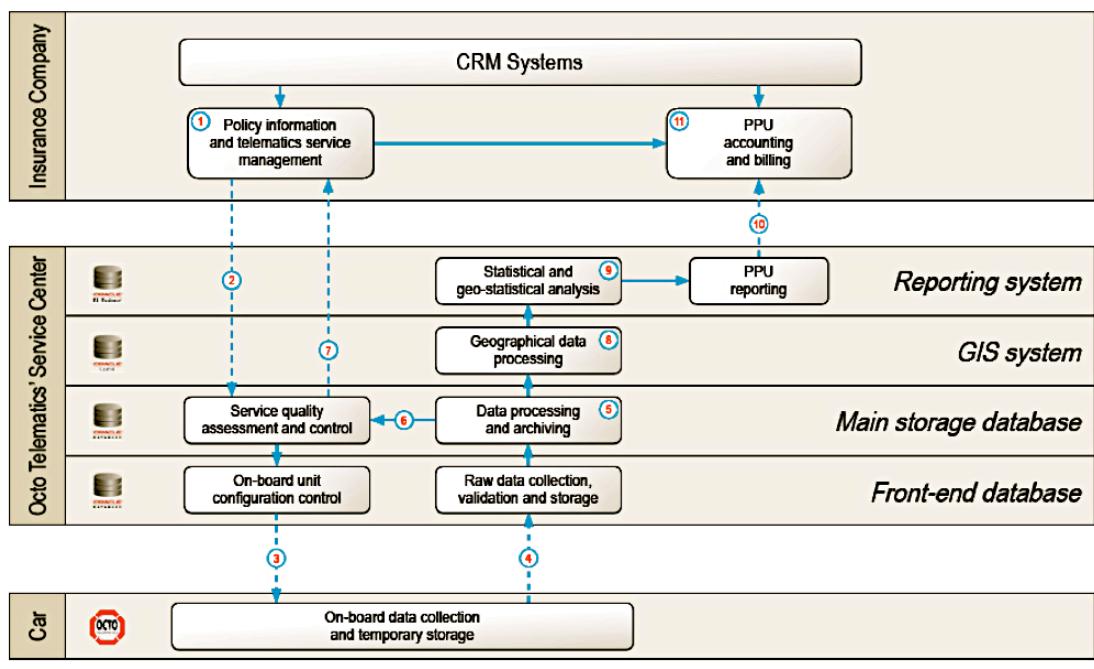 Insurance Company
CRM Systems
1
Policy information
and telematics service
management
11
PPU
accounting
and billing
10
Octo Telematics' Service Center
2
Statistical and
geo-statistical analysis
9
PPU
reporting
Reporting system
7
Geographical data
processing
8
GIS system
Service quality
assessment and control
6
Data processing
and archiving
5
Main storage database
On-board unit
configuration control
Raw data collection,
validation and storage
Front-end database
3
4
Car
OCTO
On-board data collection
and temporary storage